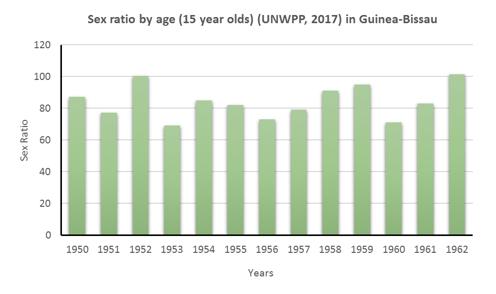 Sex ratio by age (15 year olds) (UNWPP, 2017) in Guinea-Bissau
120
100
80
60
40
20
0
Sex Ratio
1950 1951 1952 1953 1954 1955 1956 1957 1958 1959 1960 1961 1962
Years